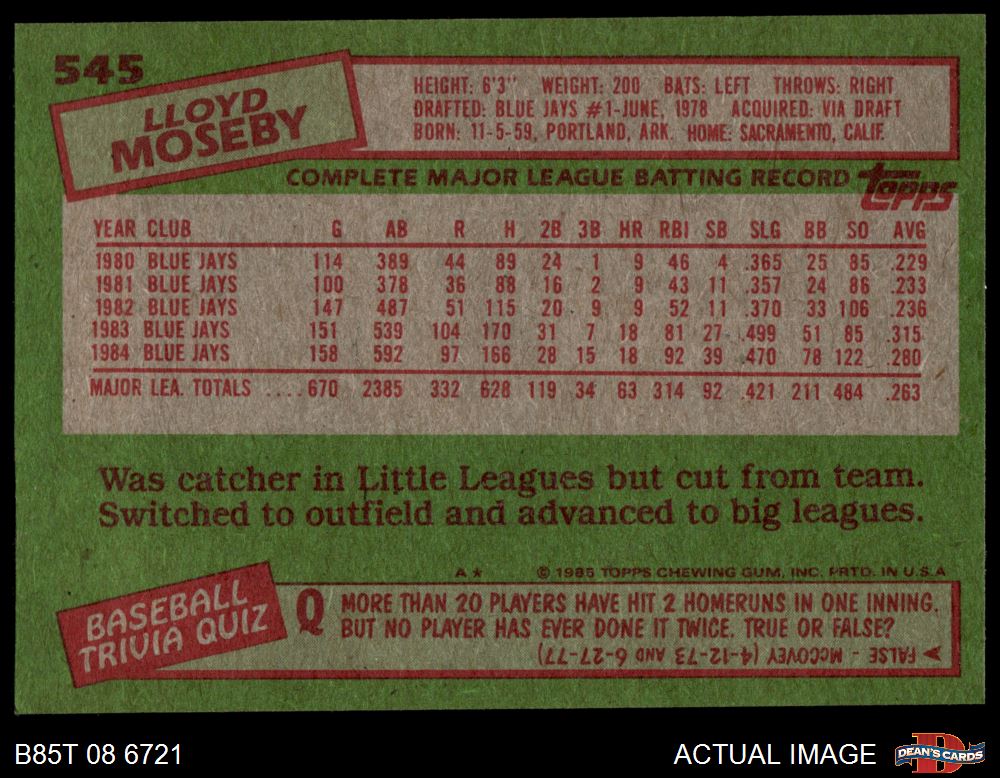 545
LLOYD
MOSEBY
HEIGHT: 6'3" WEIGHT: 200 BATS: LEFT THROWS: RIGHT
DRAFTED: BLUE JAYS #1-JUNE, 1978 ACQUIRED: VIA DRAFT
BORN: 11-5-59, PORTLAND, ARK. HOME: SACRAMENTO, CALIF.
COMPLETE MAJOR LEAGUE BATTING RECORD topps
YEAR CLUB G AB R H 2B 3B HR RBI SB SLG BB SO AVG
1980 BLUE JAYS 114 389 44 89 24 1 9 46 4 .365 25 85 .229
1981 BLUE JAYS 100 378 36 88 16 2 9 43 11 .357 24 86 .233
1982 BLUE JAYS 147 487 51 115 20 9 9 52 11 .370 33 106 .236
1983 BLUE JAYS 151 539 104 170 31 7 18 81 27 .499 51 85 .315
1984 BLUE JAYS 158 592 97 166 28 15 18 92 39 .470 78 122 .280
MAJOR LEA. TOTALS ....670 2385 332 628 119 34 63 314 92 .421 211 484 .263
Was catcher in Little Leagues but cut from team.
Switched to outfield and advanced to big leagues.
A* © 1985 TOPPS CHEWING GUM, INC. PRTD. IN U.S.A
BASEBALL
TRIVIA QUIZ
Q MORE THAN 20 PLAYERS HAVE HIT 2 HOMERUNS IN ONE INNING.
BUT NO PLAYER HAS EVER DONE IT TWICE. TRUE OR FALSE?
FALSE - McCOVEY (4-12-73 AND 6-27-77)
B85T 08 6721
ACTUAL IMAGE
D
DEAN'S CARDS